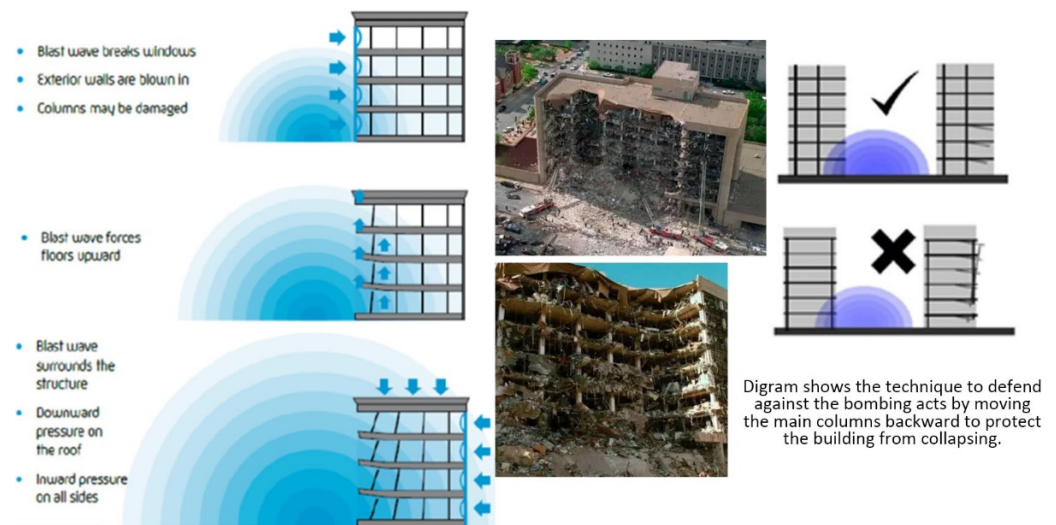 Blast wave breaks windows
Exterior walls are blown in
Columns may be damaged
Blast wave forces
floors upward
Blast wave
surrounds the
structure
Downward
pressure on
the roof
Inward pressure
on all sides
Digram shows the technique to defend
against the bombing acts by moving
the main columns backward to protect
the building from collapsing.